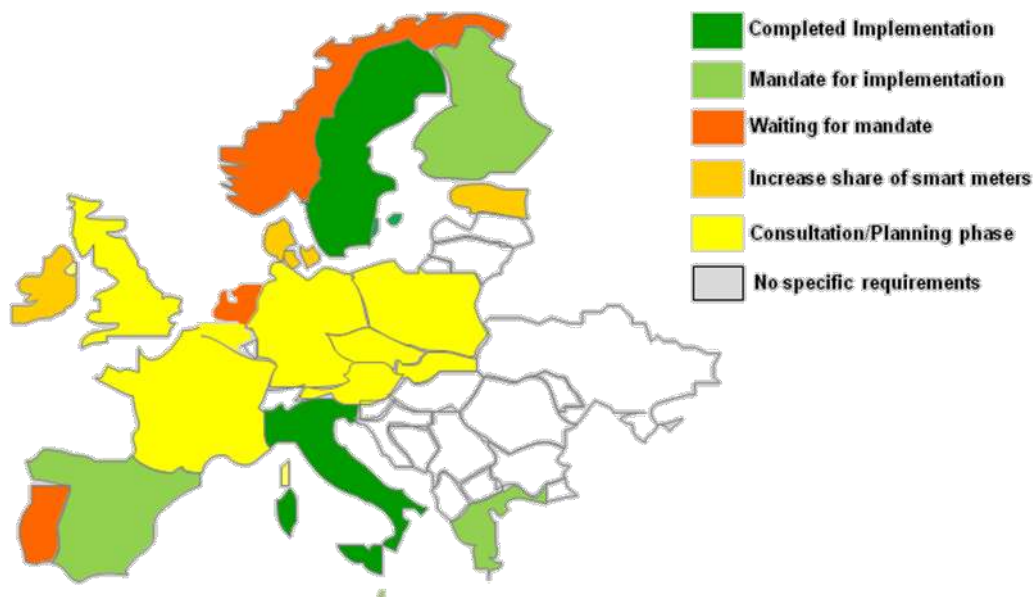 Completed Implementation
Mandate for implementation
Waiting for mandate
Increase share of smart meters
Consultation/Planning phase
No specific requirements